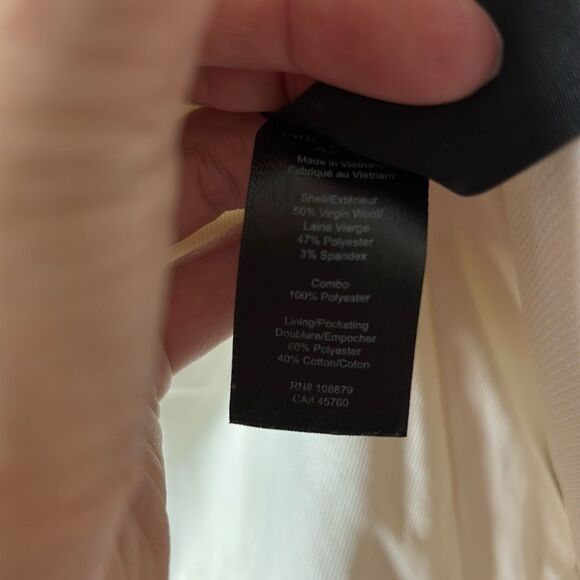 Made in Vietnam
Fabriqué au Vietnam
Shell/Extérieur
50% Virgin Wool/
Laine Vierge
47% Polyester
3% Spandex
Combo
100% Polyester
Lining/Pocketing
Doublure/Empocher
60% Polyester
40% Cotton/Coton
RN# 108879
CA# 45760